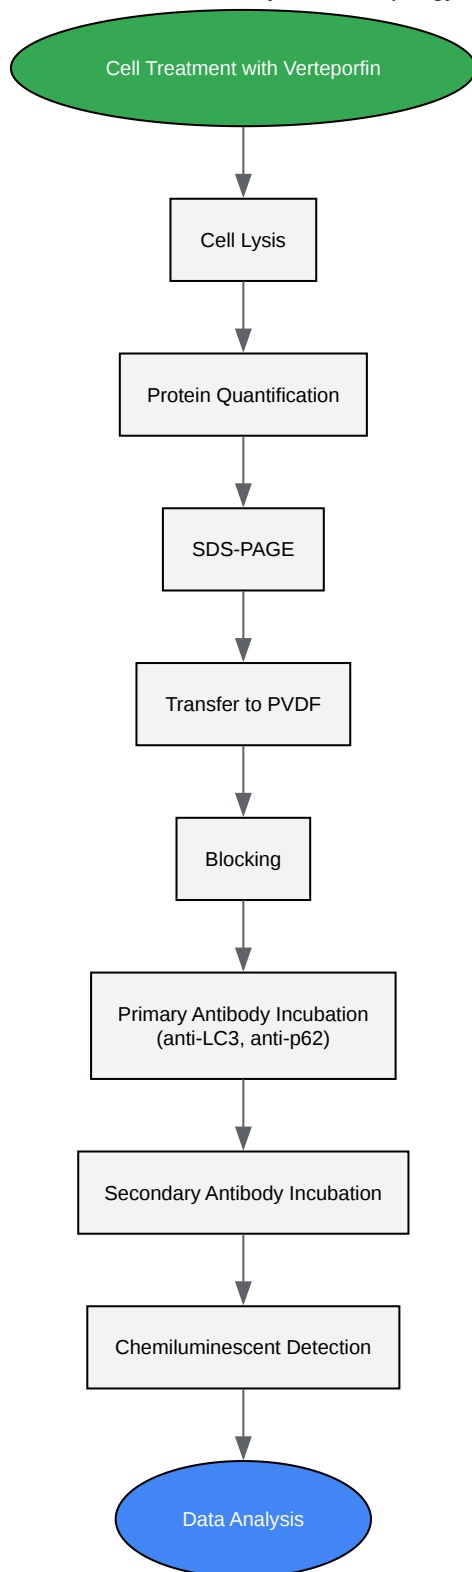 Cell Treatment with Verteporfin
Cell Lysis
Protein Quantification
SDS-PAGE
Transfer to PVDF
Blocking
Primary Antibody Incubation
(anti-LC3, anti-p62)
Secondary Antibody Incubation
Chemiluminescent Detection
Data Analysis